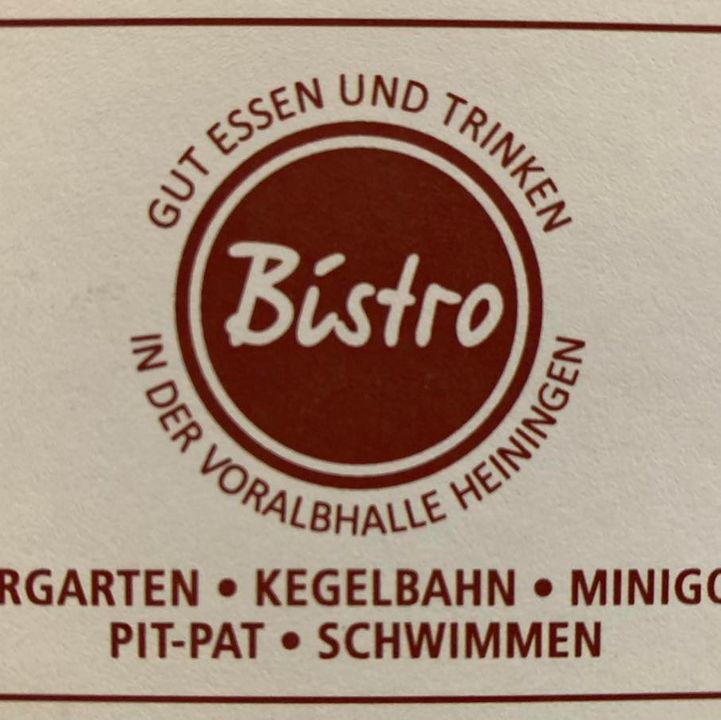 GUT ESSEN UND TRINKEN
Bistro
IN DER VORALBHALLE HEININGEN
RGARTEN • KEGELBAHN • MINIGO
PIT-PAT • SCHWIMMEN